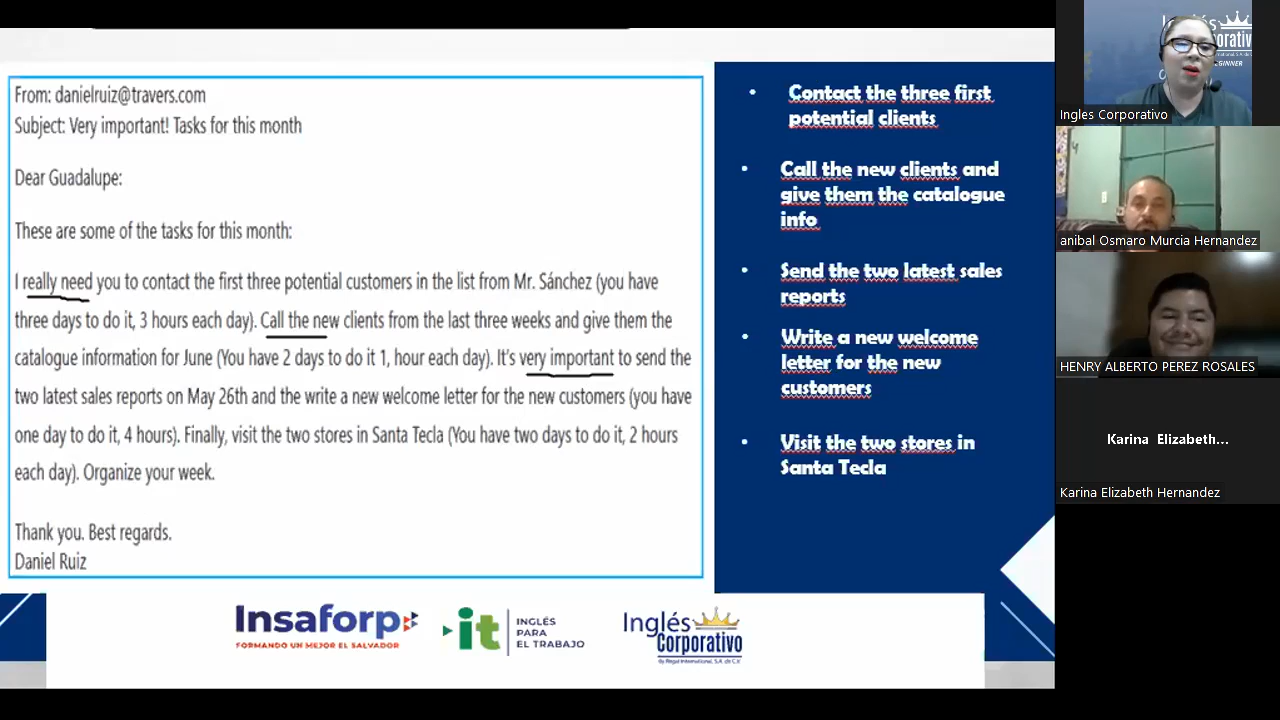 From: danielruiz@travers.com
Subject: Very important! Tasks for this month
Dear Guadalupe:
These are some of the tasks for this month:
I really need you to contact the first three potential customers in the list from Mr. Sánchez (you have
three days to do it, 3 hours each day). Call the new clients from the last three weeks and give them the
catalogue information for June (You have 2 days to do it 1, hour each day). It's very important to send the
two latest sales reports on May 26th and the write a new welcome letter for the new customers (you have
one day to do it, 4 hours). Finally, visit the two stores in Santa Tecla (You have two days to do it, 2 hours
each day). Organize your week.
Thank you. Best regards.
Daniel Ruiz
• Contact the three first
potential clients
• Call the new clients and
give them the catalogue
info
• Send the two latest sales
reports
• Write a new welcome
letter for the new
customers
• Visit the two stores in
Santa Tecla
Insaforp
FORMANDO UN MEJOR EL SALVADOR
it
INGLÉS
PARA
EL TRABAJO
Inglés
Corporativo
By Regal International, S.A. de C.V
Ingles Corporativo
anibal Osmaro Murcia Hernandez
HENRY ALBERTO PEREZ ROSALES
Karina Elizabeth...
Karina Elizabeth Hernandez